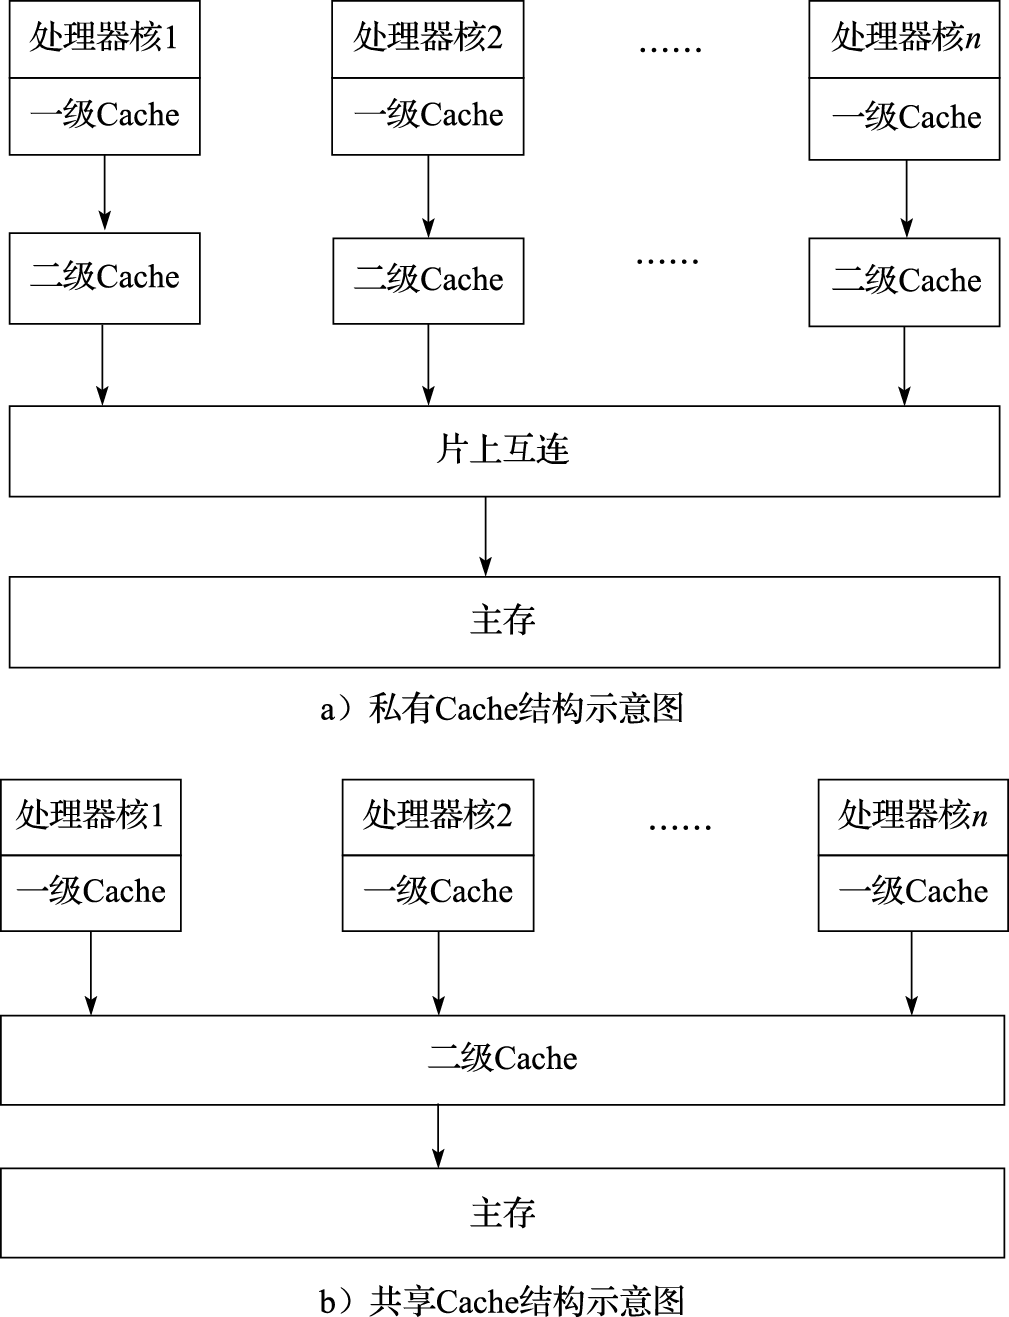 处理器核1 处理器核2 …… 处理器核n
一级Cache 一级Cache 一级Cache
二级Cache 二级Cache …… 二级Cache
片上互连
主存
a）私有Cache结构示意图
处理器核1 处理器核2 …… 处理器核n
一级Cache 一级Cache 一级Cache
二级Cache
主存
b）共享Cache结构示意图